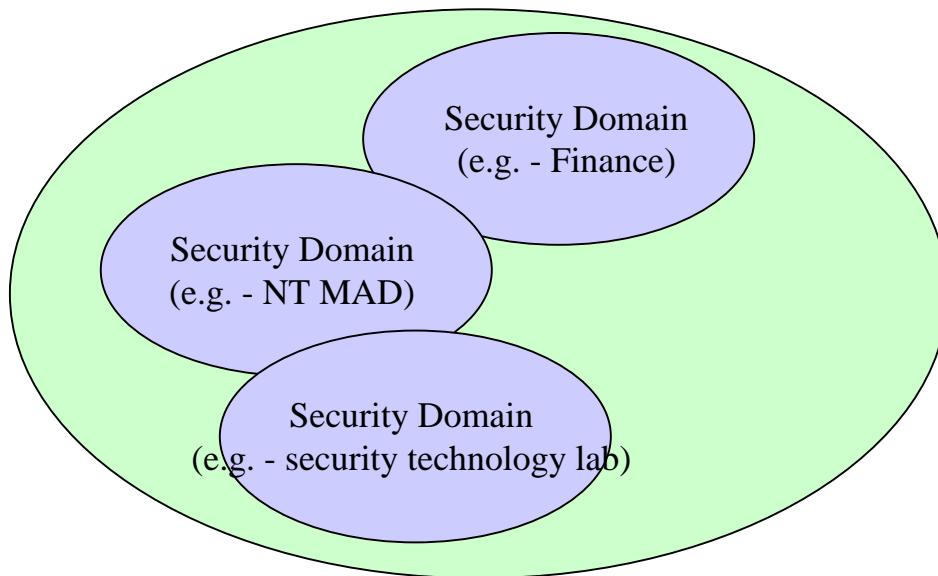 Security Domain
(e.g. - Finance)
Security Domain
(e.g. - NT MAD)
Security Domain
(e.g. - security technology lab)